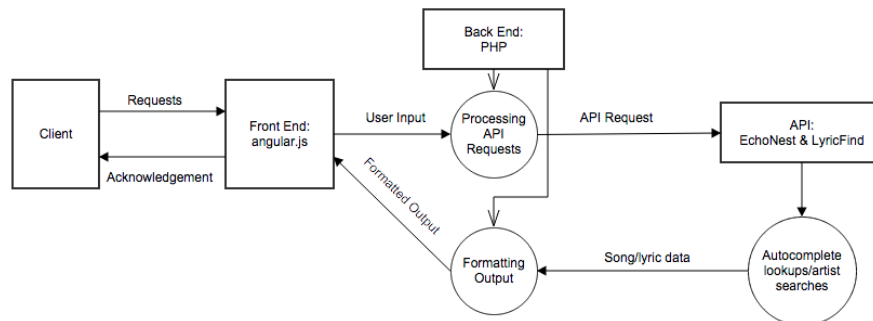 Back End:
PHP
Requests
Client
Front End:
angular.js
Acknowledgement
User Input
Processing
API
Requests
API Request
API:
EchoNest & LyricFind
Formatted Output
Formatting
Output
Song/lyric data
Autocomplete
lookups/artist
searches